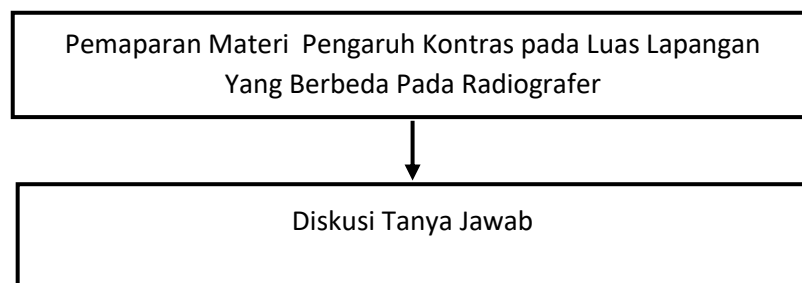 Pemaparan Materi Pengaruh Kontras pada Luas Lapangan
Yang Berbeda Pada Radiografer
Diskusi Tanya Jawab